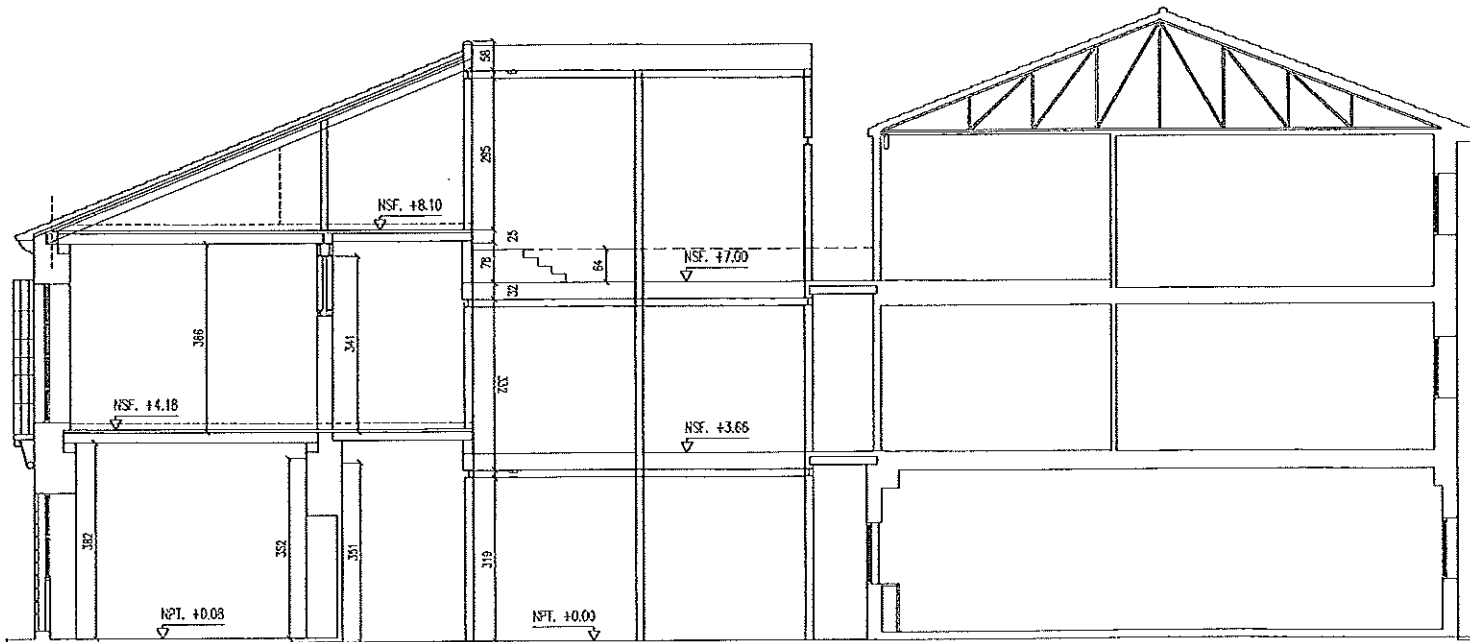 58
295
NSF. +8.10
25
78
64
NSF. +7.00
32
386
341
332
NSF. +4.18
NSF. +3.66
382
352
351
319
NPT. +0.08
NPT. +0.00